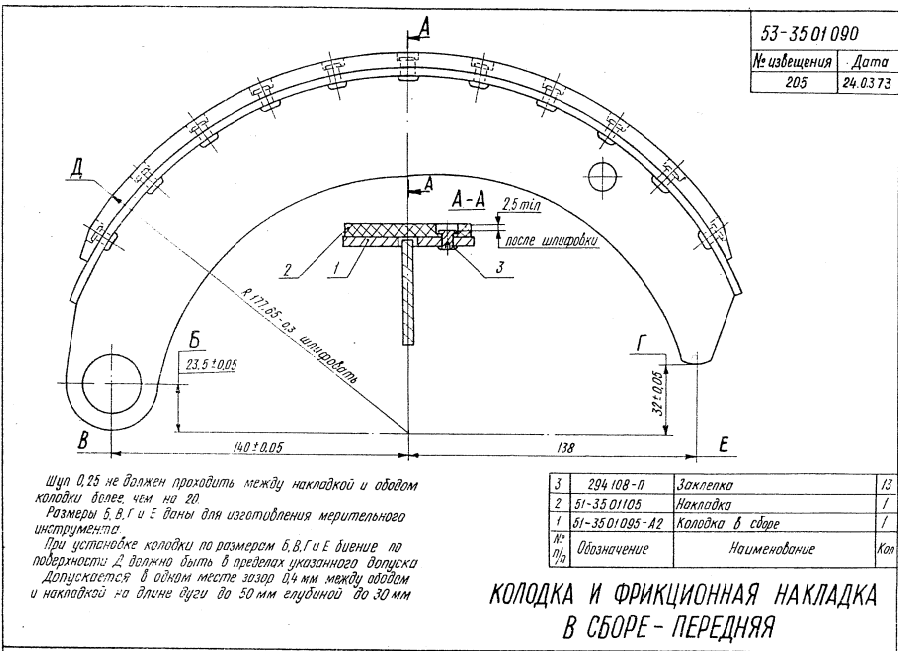 53-3501090
№ извещения Дата
205 24.03.73
А
Д
А
А-А
2,5 min
после шлифовки
2 1 3
R 177,65-0,3 шлифовать
Б
23,5±0,05
Г
32±0,05
В
140±0.05
138
Е
Шуп 0,25 не должен проходить между накладкой и ободом
колодки более, чем на 20
Размеры Б, В, Г и Е даны для изготовления мерительного
инструмента.
При установке колодки по размерам Б, В, Г и Е биение по
поверхности Д должно быть в пределах указанного допуска
Допускается в одном месте зазор 0,4 мм между ободом
и накладкой на длине дуги до 50 мм глубиной до 30 мм
3 294108-П Заклепка 13
2 51-3501105 Накладка 1
1 51-3501095-А2 Колодка в сборе 1
№ п/п Обозначение Наименование Кол
КОЛОДКА И ФРИКЦИОННАЯ НАКЛАДКА
В СБОРЕ - ПЕРЕДНЯЯ